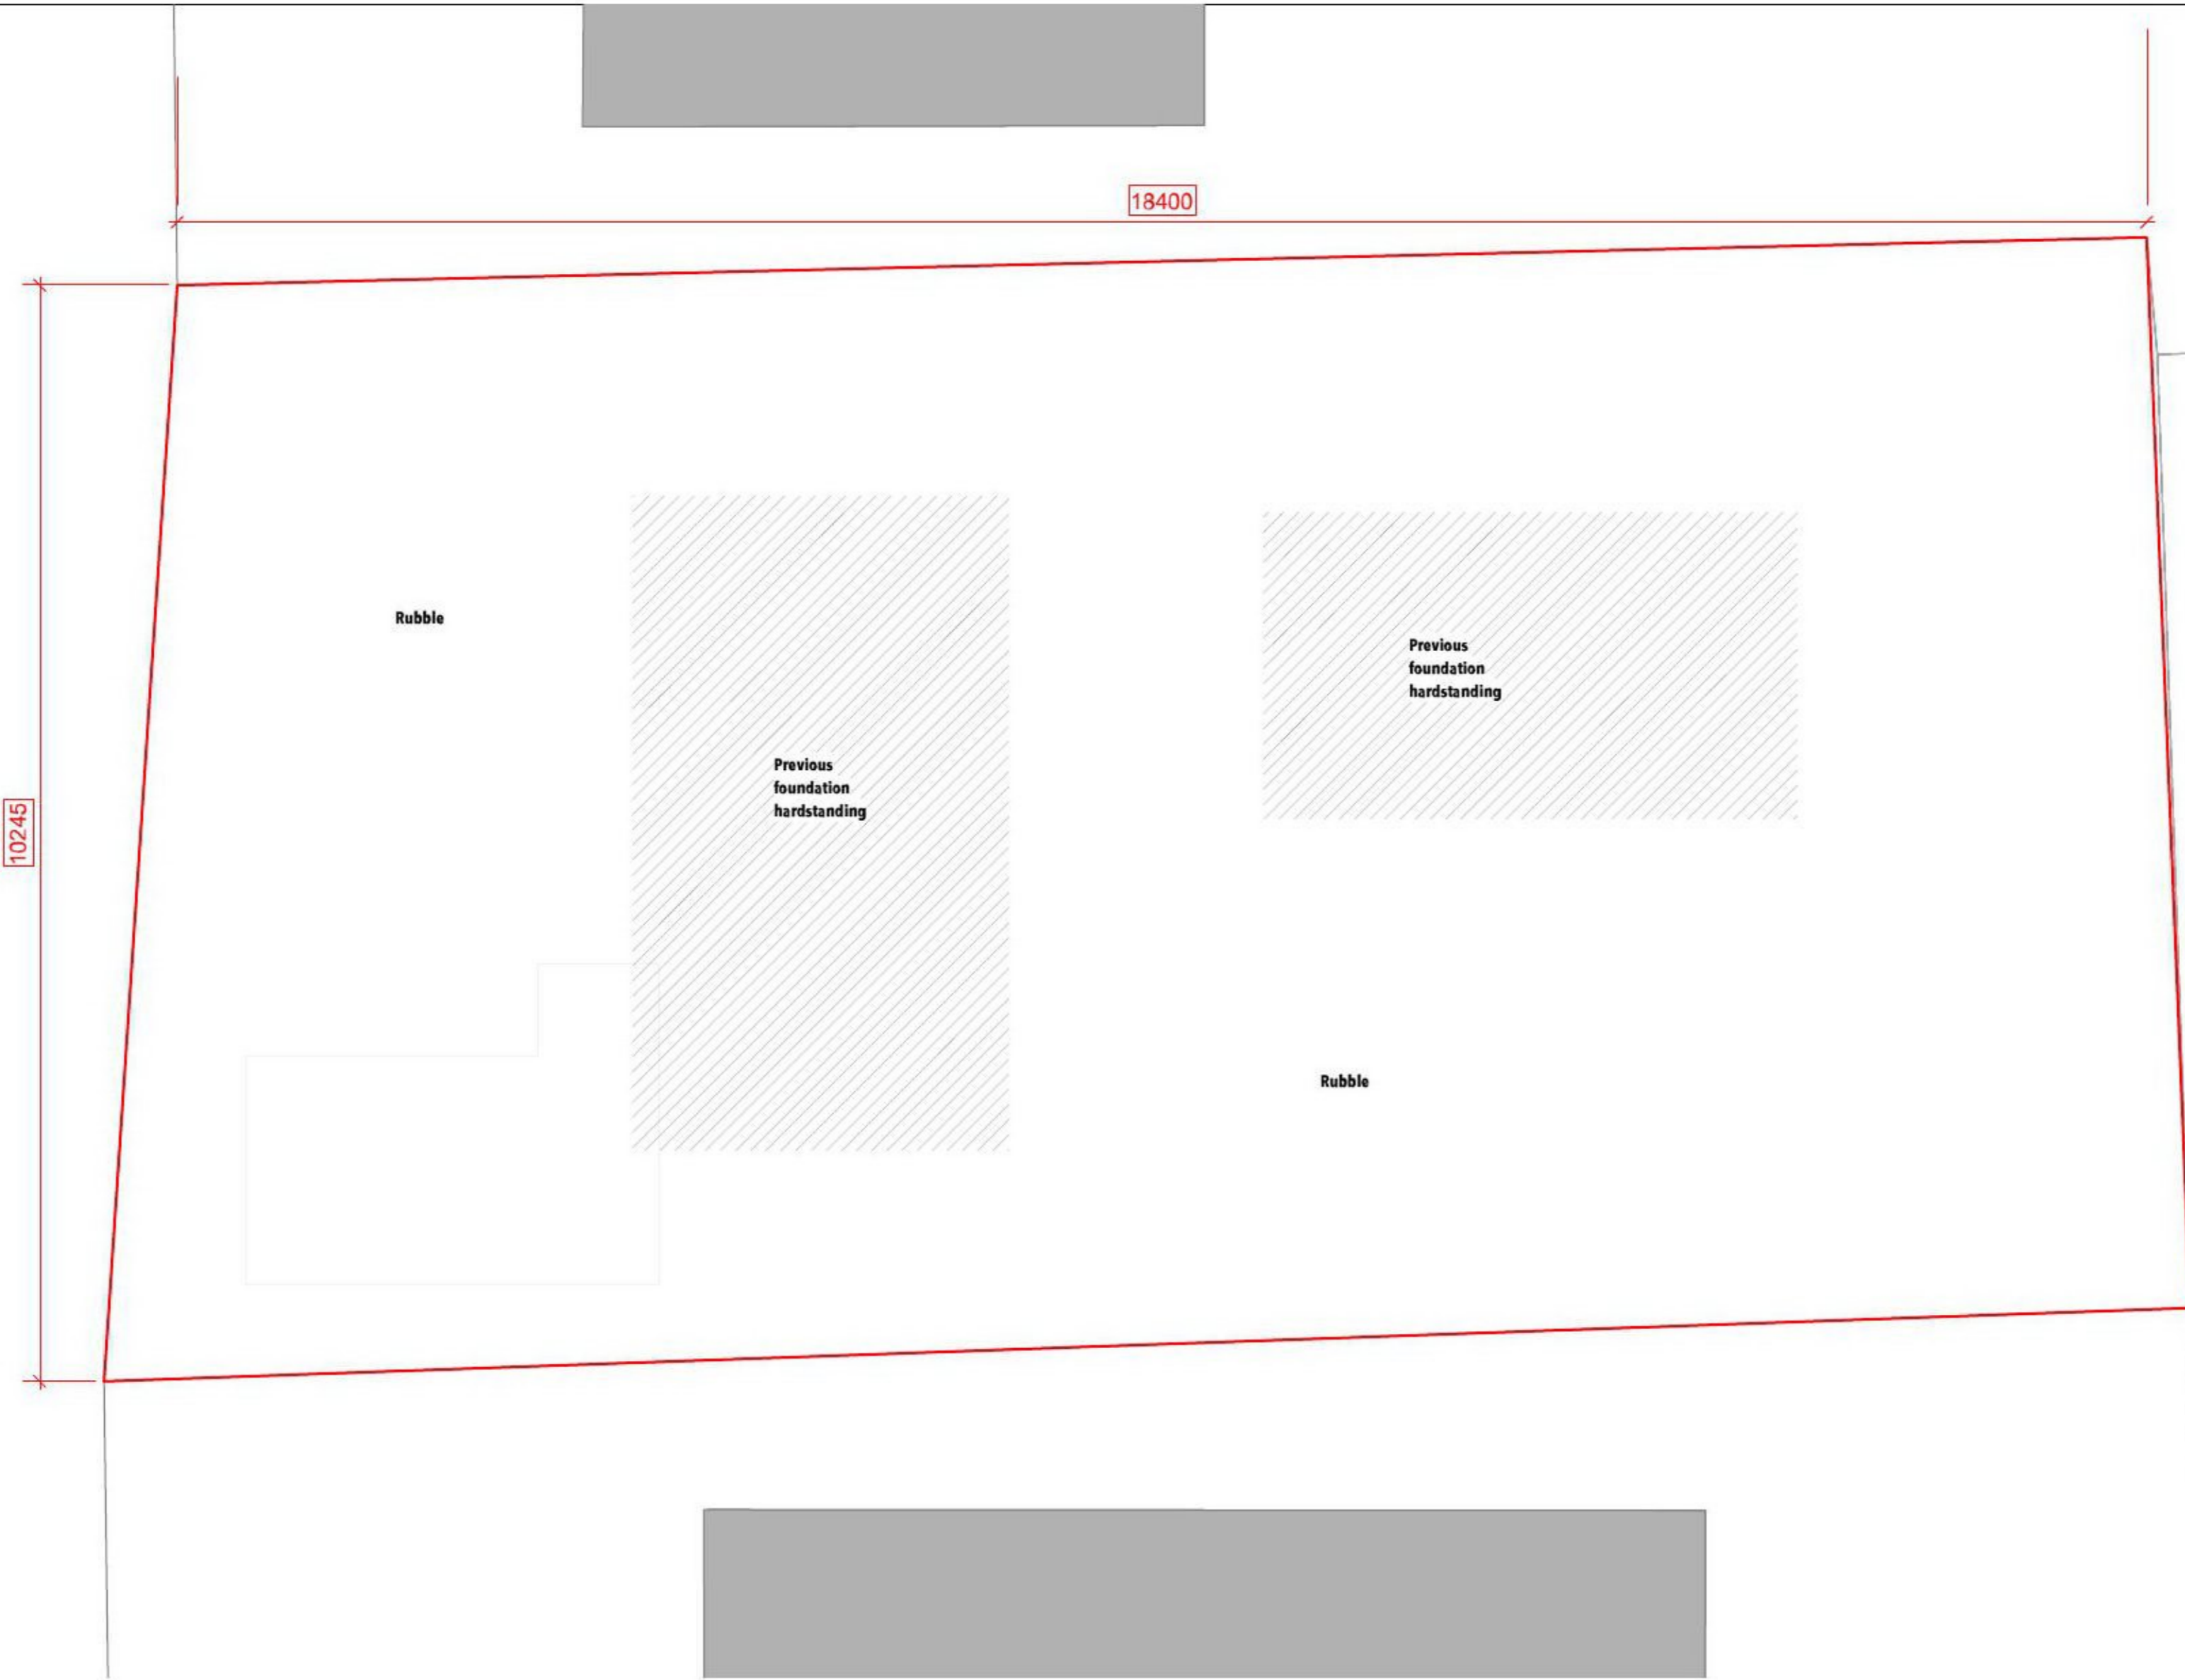 18400
Rubble
Previous
foundation
hardstanding
Previous
foundation
hardstanding
10245
Rubble